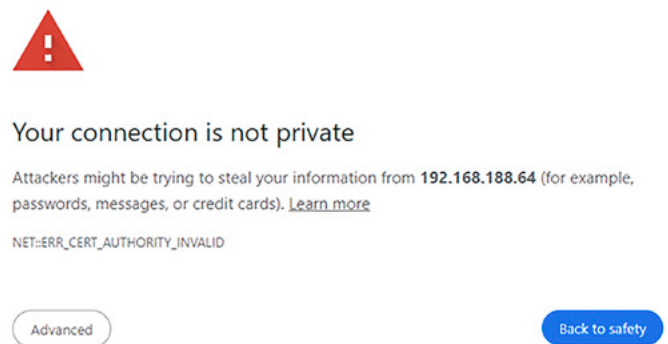 Your connection is not private
Attackers might be trying to steal your information from 192.168.188.64 (for example,
passwords, messages, or credit cards). Learn more
NET::ERR_CERT_AUTHORITY_INVALID
Advanced
Back to safety